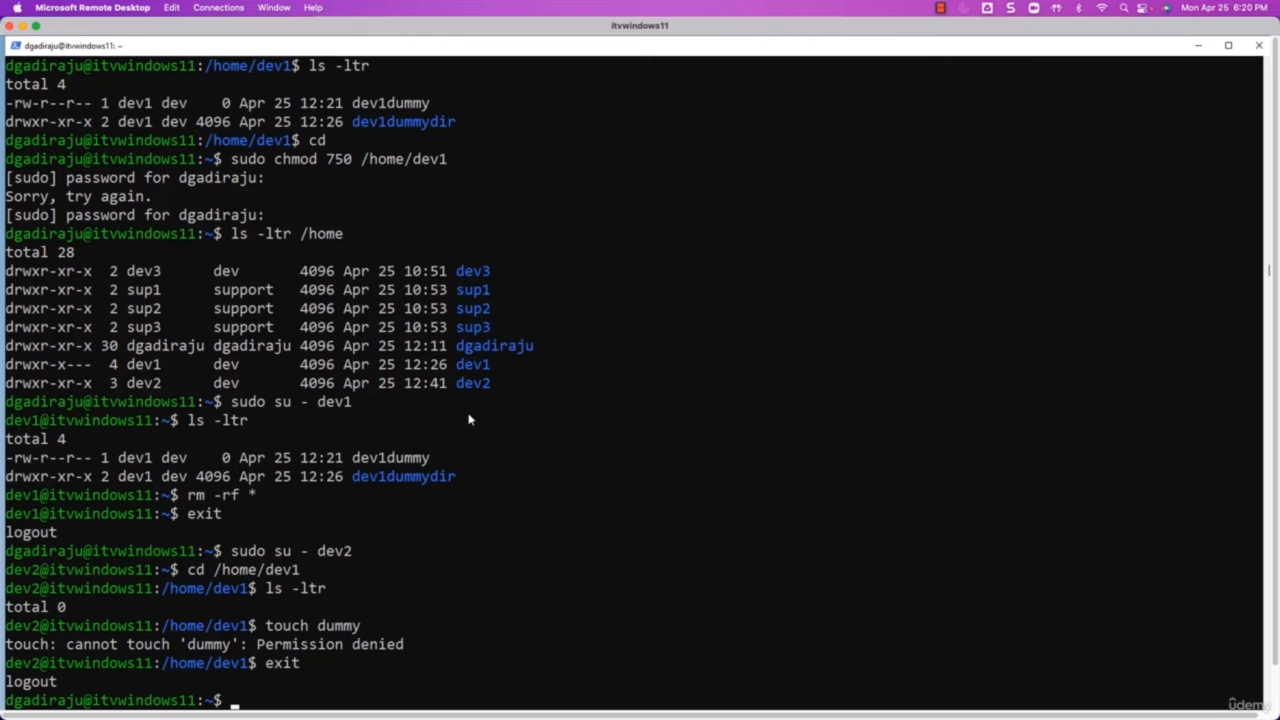 Microsoft Remote Desktop Edit Connections Window Help Mon Apr 25 6:20 PM
itvwindows11
dgadiraju@itvwindows11: ~
dgadiraju@itvwindows11:/home/dev1$ ls -ltr
total 4
-rw-r--r-- 1 dev1 dev    0 Apr 25 12:21 dev1dummy
drwxr-xr-x 2 dev1 dev 4096 Apr 25 12:26 dev1dummydir
dgadiraju@itvwindows11:/home/dev1$ cd
dgadiraju@itvwindows11:~$ sudo chmod 750 /home/dev1
[sudo] password for dgadiraju:
Sorry, try again.
[sudo] password for dgadiraju:
dgadiraju@itvwindows11:~$ ls -ltr /home
total 28
drwxr-xr-x  2 dev3      dev       4096 Apr 25 10:51 dev3
drwxr-xr-x  2 sup1      support   4096 Apr 25 10:53 sup1
drwxr-xr-x  2 sup2      support   4096 Apr 25 10:53 sup2
drwxr-xr-x  2 sup3      support   4096 Apr 25 10:53 sup3
drwxr-xr-x 30 dgadiraju dgadiraju 4096 Apr 25 12:11 dgadiraju
drwxr-x---  4 dev1      dev       4096 Apr 25 12:26 dev1
drwxr-xr-x  3 dev2      dev       4096 Apr 25 12:41 dev2
dgadiraju@itvwindows11:~$ sudo su - dev1
dev1@itvwindows11:~$ ls -ltr
total 4
-rw-r--r-- 1 dev1 dev    0 Apr 25 12:21 dev1dummy
drwxr-xr-x 2 dev1 dev 4096 Apr 25 12:26 dev1dummydir
dev1@itvwindows11:~$ rm -rf *
dev1@itvwindows11:~$ exit
logout
dgadiraju@itvwindows11:~$ sudo su - dev2
dev2@itvwindows11:~$ cd /home/dev1
dev2@itvwindows11:/home/dev1$ ls -ltr
total 0
dev2@itvwindows11:/home/dev1$ touch dummy
touch: cannot touch 'dummy': Permission denied
dev2@itvwindows11:/home/dev1$ exit
logout
dgadiraju@itvwindows11:~$
ûdemy